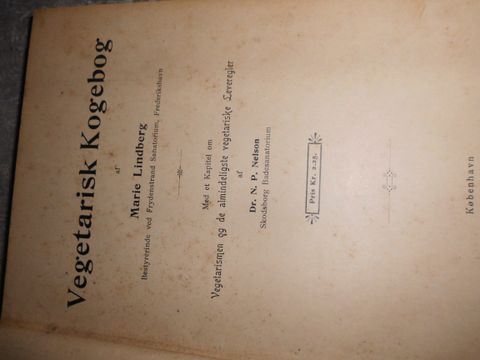 Vegetarisk Kogebog
af
Marie Lindberg
Bestyrerinde ved Frydenstrand Sanatorium, Frederikshavn
Med et Kapitel om
Vegetarismen og de almindeligste vegetariske Leveregler
af
Dr. N. P. Nelson
Skodsborg Badesanatorium
Pris Kr. 2.25.
København